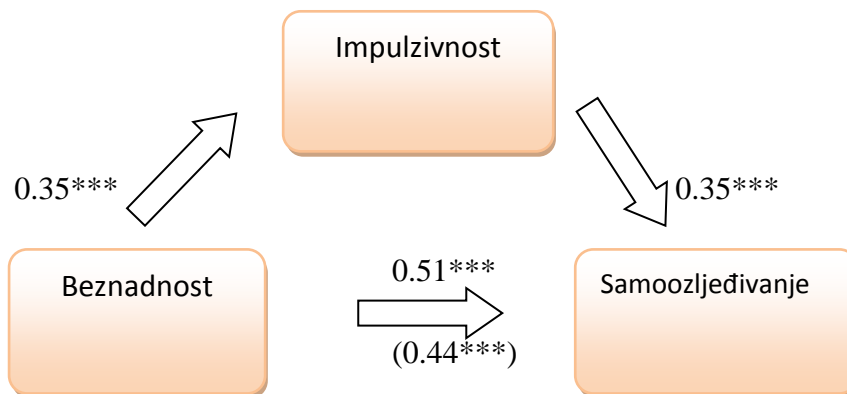 Impulzivnost
0.35***
0.35***
Beznadnost
0.51***
(0.44***)
Samoozljeđivanje